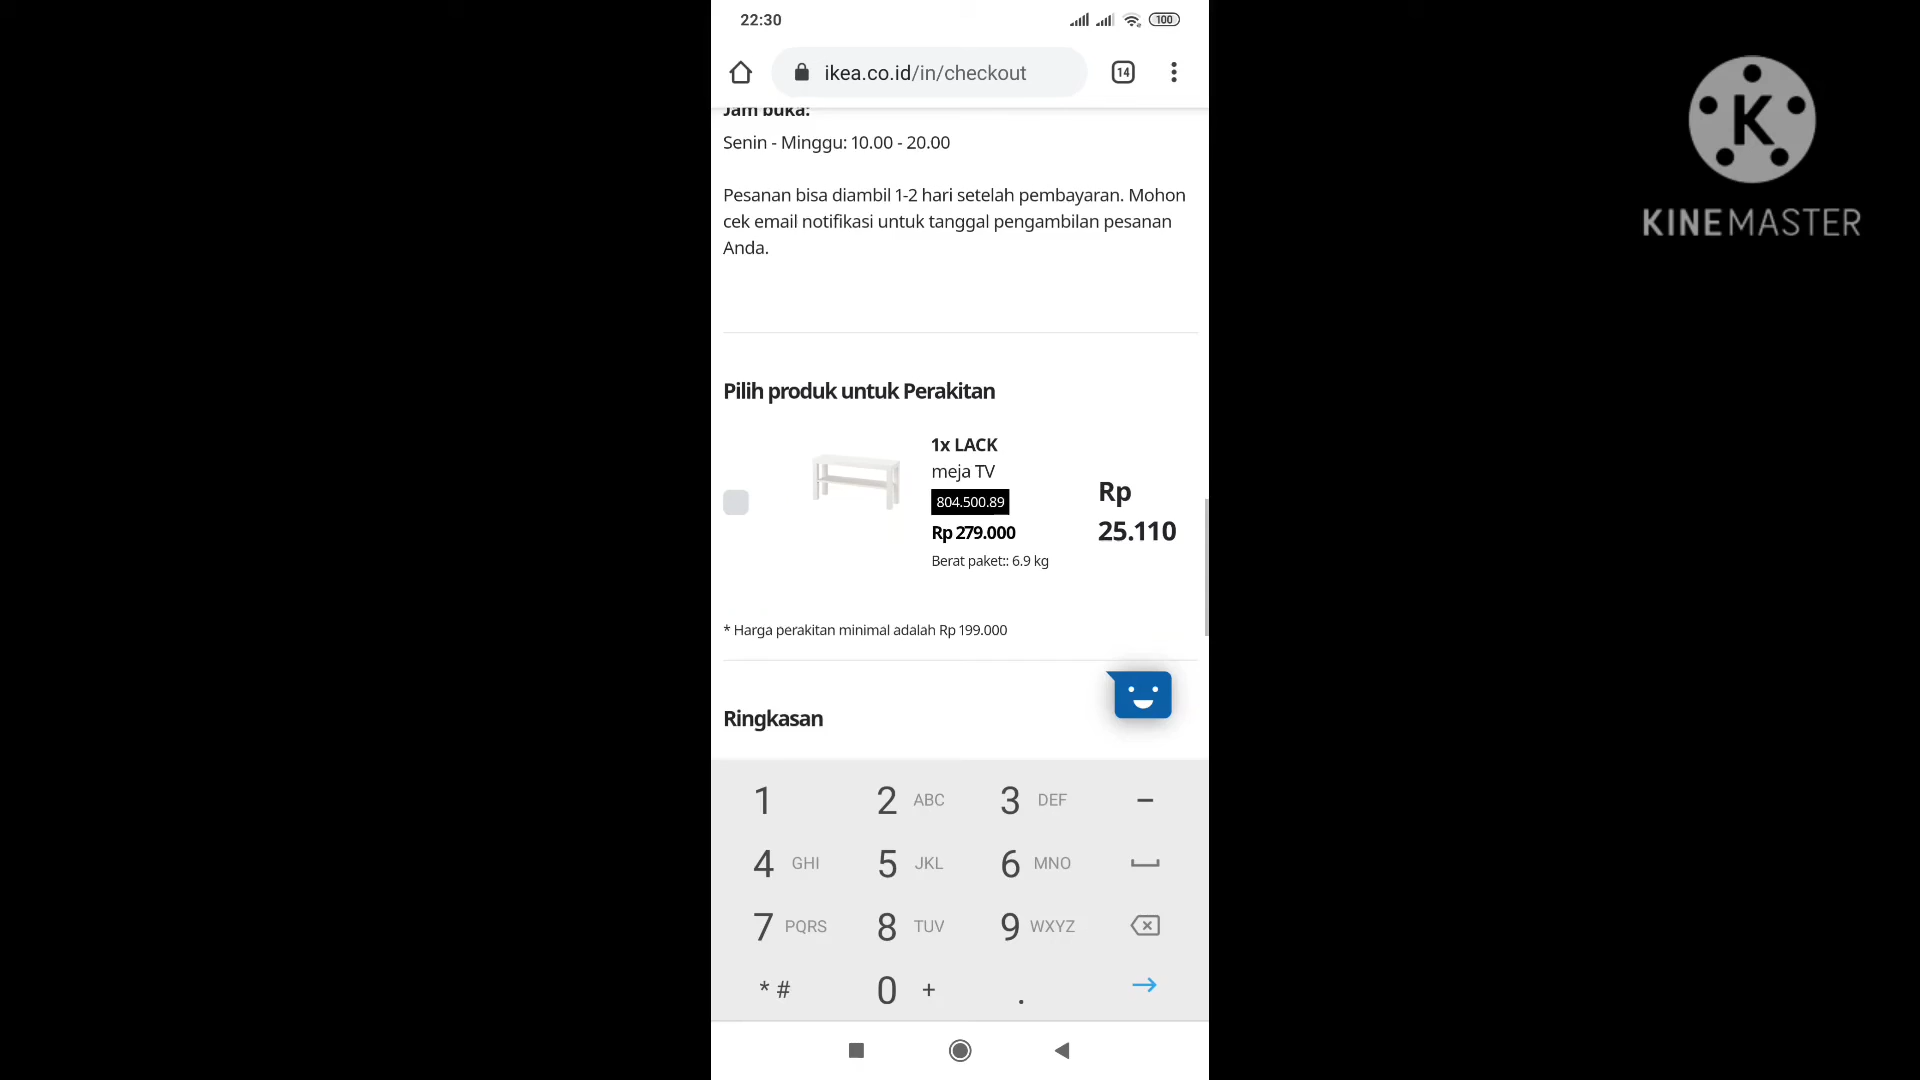 22:30
100
ikea.co.id/in/checkout
14
Jam buka:
Senin - Minggu: 10.00 - 20.00
Pesanan bisa diambil 1-2 hari setelah pembayaran. Mohon
cek email notifikasi untuk tanggal pengambilan pesanan
Anda.
Pilih produk untuk Perakitan
1x LACK
meja TV
804.500.89
Rp 279.000
Berat paket:: 6.9 kg
Rp
25.110
* Harga perakitan minimal adalah Rp 199.000
Ringkasan
1 2 ABC 3 DEF –
4 GHI 5 JKL 6 MNO
7 PQRS 8 TUV 9 WXYZ
* # 0 + .
K
KINEMASTER